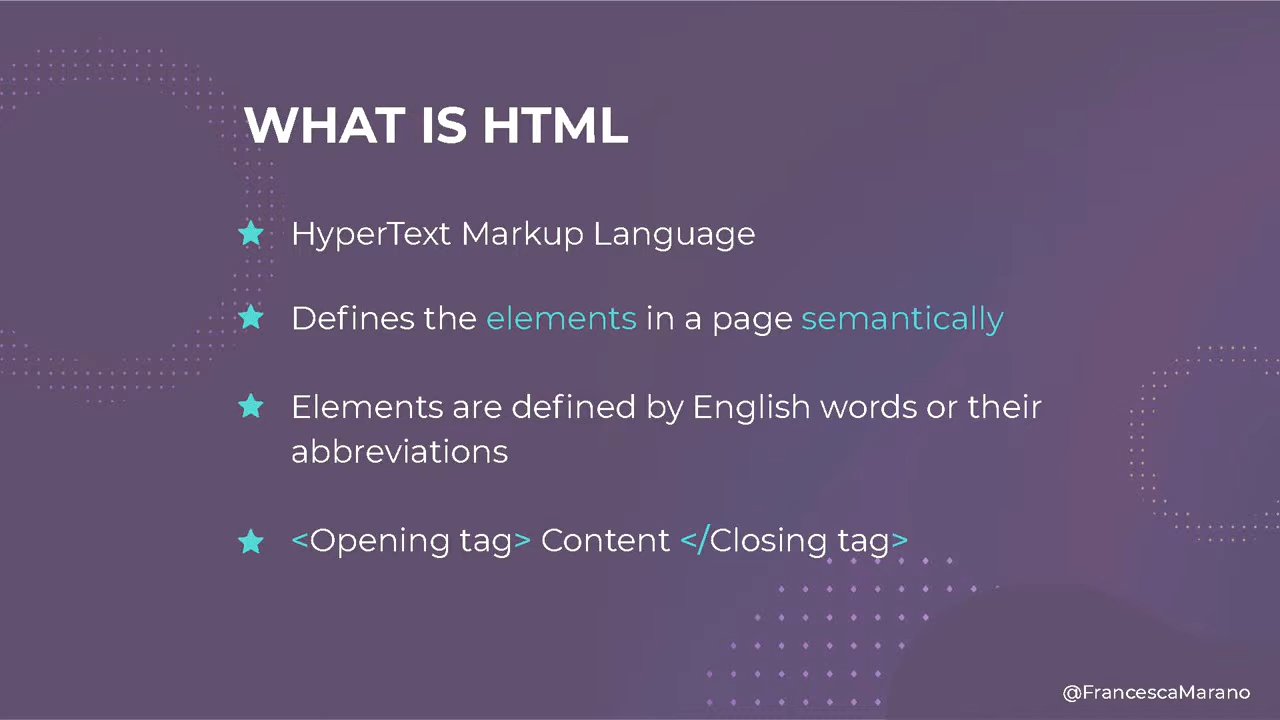 WHAT IS HTML
HyperText Markup Language
Defines the elements in a page semantically
Elements are defined by English words or their
abbreviations
<Opening tag> Content </Closing tag>
@FrancescaMarano